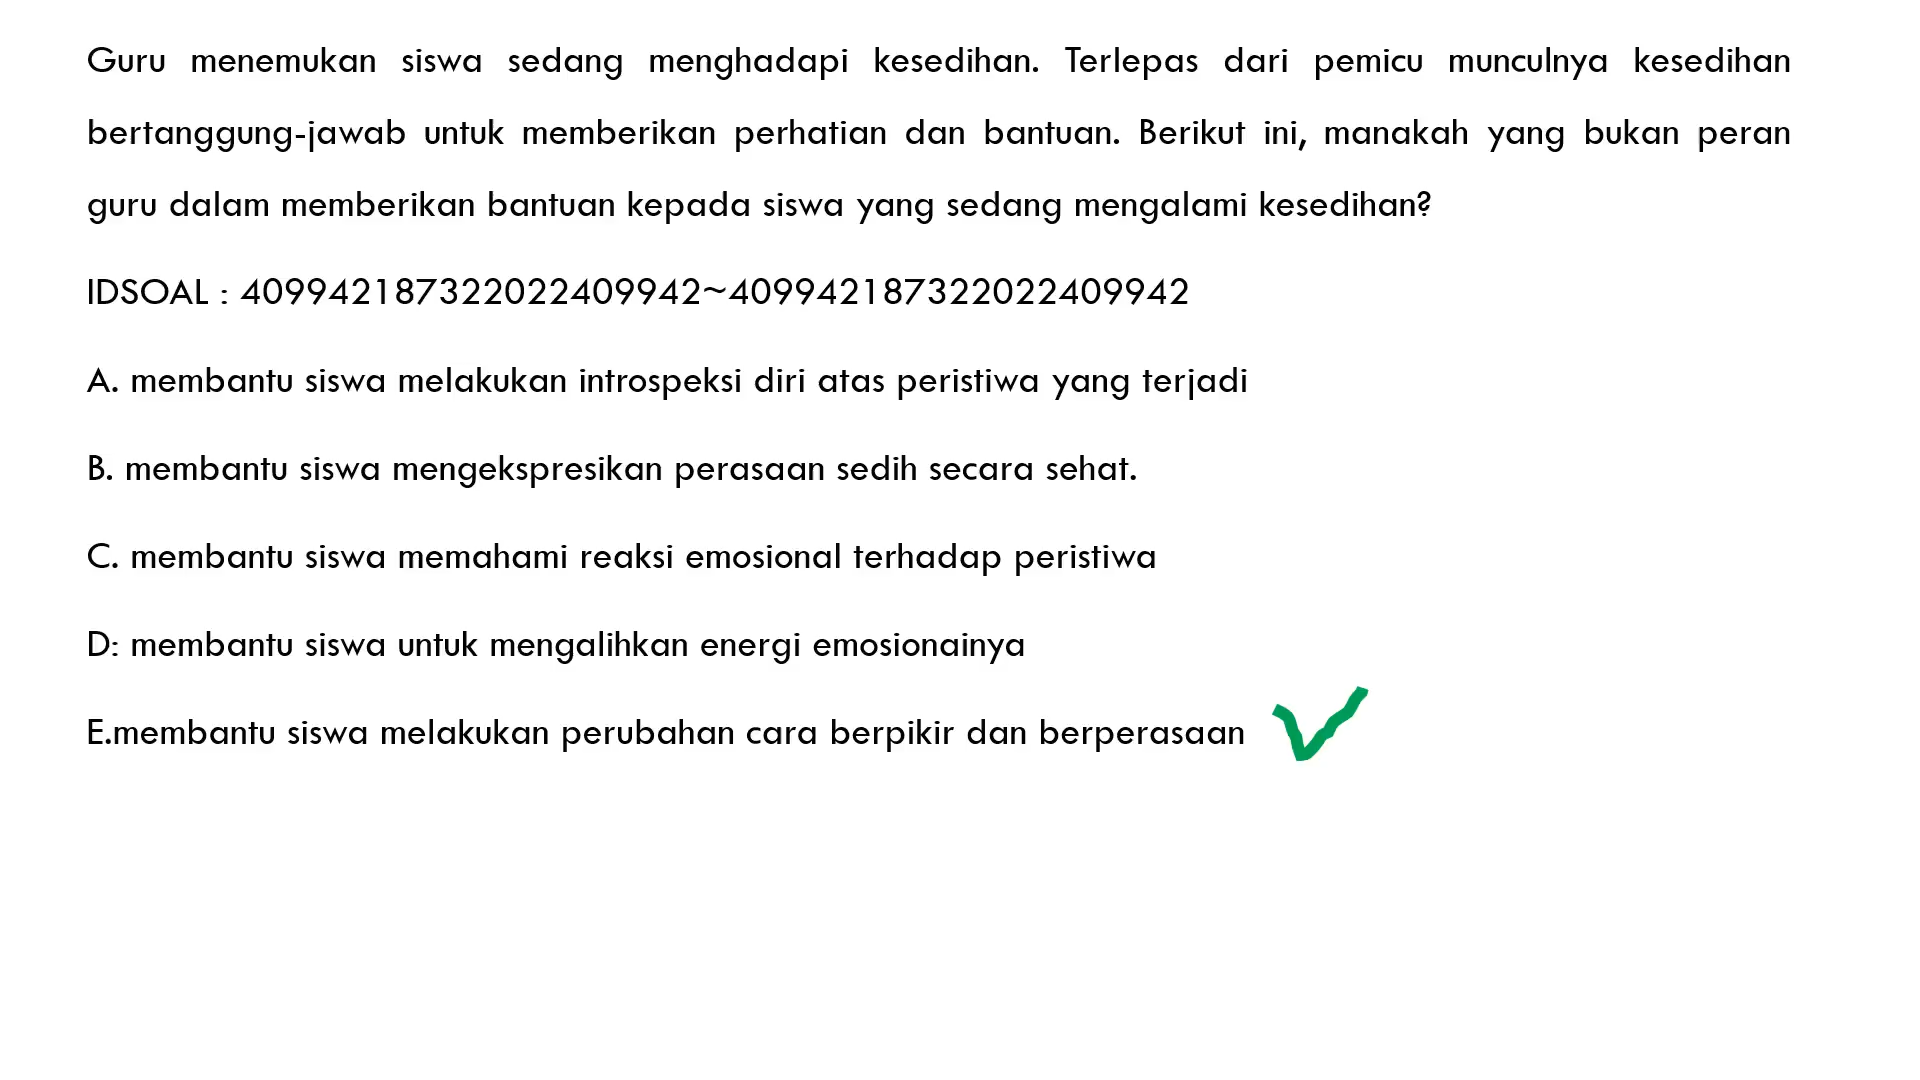 Guru menemukan siswa sedang menghadapi kesedihan. Terlepas dari pemicu munculnya kesedihan
bertanggung-jawab untuk memberikan perhatian dan bantuan. Berikut ini, manakah yang bukan peran
guru dalam memberikan bantuan kepada siswa yang sedang mengalami kesedihan?
IDSOAL : 409942187322022409942~409942187322022409942
A. membantu siswa melakukan introspeksi diri atas peristiwa yang terjadi
B. membantu siswa mengekspresikan perasaan sedih secara sehat.
C. membantu siswa memahami reaksi emosional terhadap peristiwa
D: membantu siswa untuk mengalihkan energi emosionainya
E.membantu siswa melakukan perubahan cara berpikir dan berperasaan